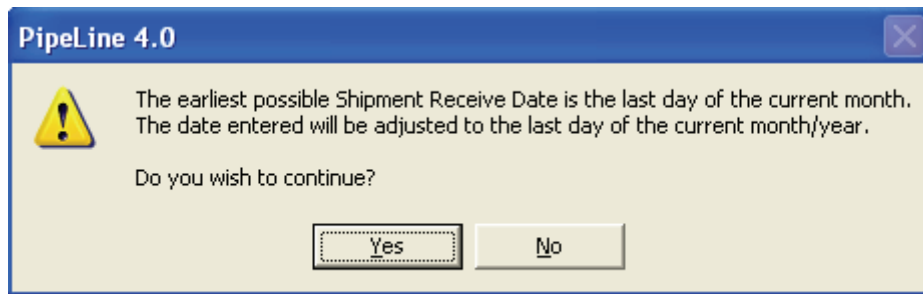 PipeLine 4.0
The earliest possible Shipment Receive Date is the last day of the current month.
The date entered will be adjusted to the last day of the current month/year.
Do you wish to continue?
Yes
No